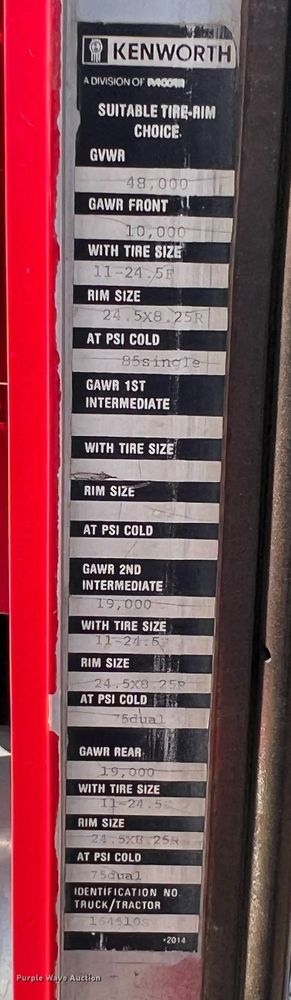 KENWORTH
A DIVISION OF PACCAR
SUITABLE TIRE-RIM
CHOICE
GVWR
48,000
GAWR FRONT
10,000
WITH TIRE SIZE
11-24.5F
RIM SIZE
24.5X8.25R
AT PSI COLD
85single
GAWR 1ST
INTERMEDIATE
WITH TIRE SIZE
RIM SIZE
AT PSI COLD
GAWR 2ND
INTERMEDIATE
19,000
WITH TIRE SIZE
11-24.5F
RIM SIZE
24.5X8.25R
AT PSI COLD
75dual
GAWR REAR
19,000
WITH TIRE SIZE
11-24.5
RIM SIZE
24.5X8.25R
AT PSI COLD
75dual
IDENTIFICATION NO.
TRUCK/TRACTOR
•2014
Purple Wave Auction